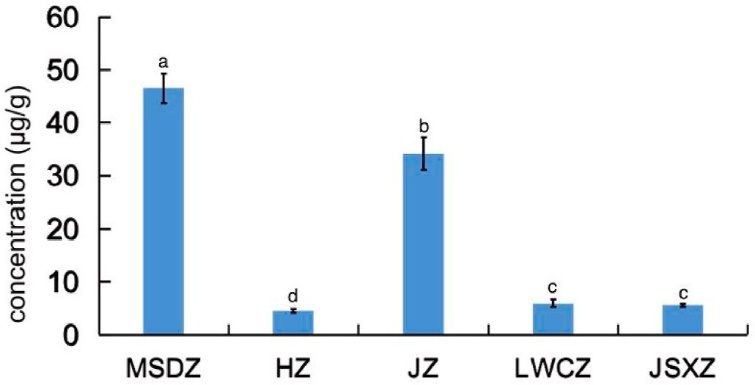 60
50
40
30
20
10
0
concentration (µg/g)
a
d
b
c
c
MSDZ HZ JZ LWCZ JSXZ